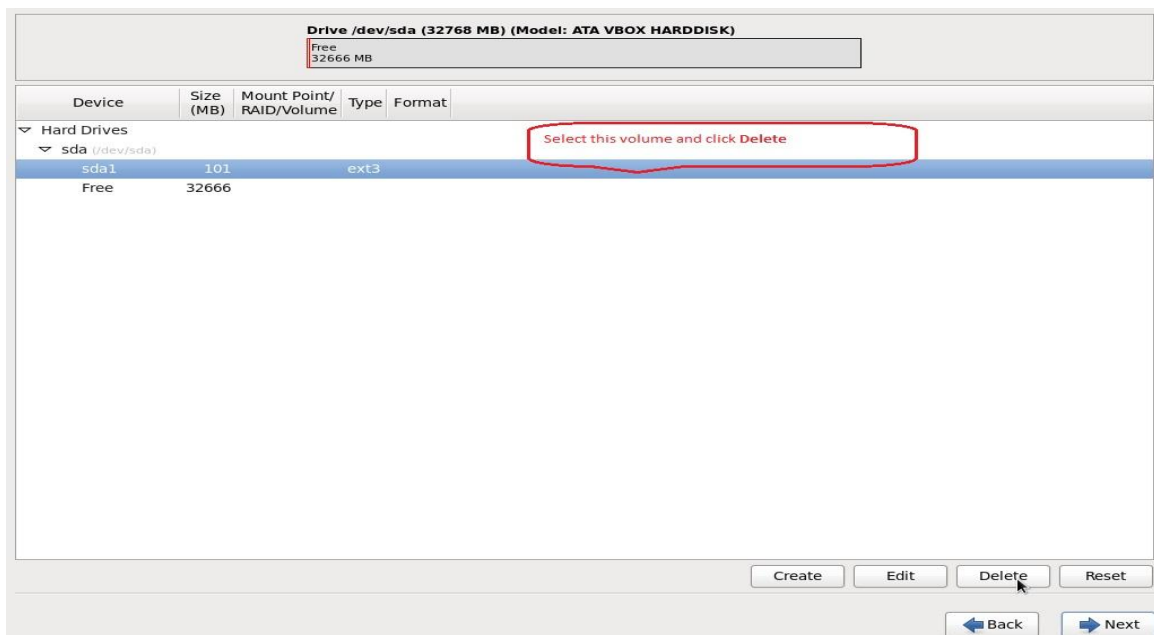 Drive /dev/sda (32768 MB) (Model: ATA VBOX HARDDISK)
Free
32666 MB
Device Size (MB) Mount Point/ RAID/Volume Type Format
Hard Drives
Select this volume and click Delete
sda (/dev/sda)
sda1 101 ext3
Free 32666
Create Edit Delete Reset
Back Next